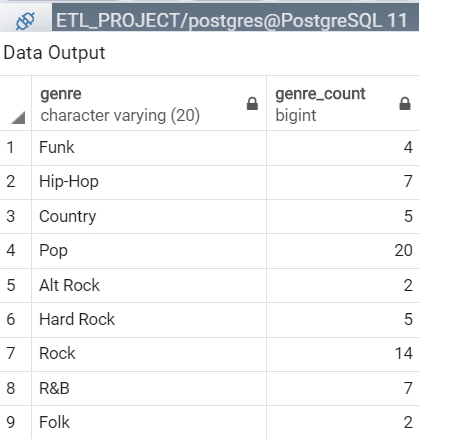 ETL_PROJECT/postgres@PostgreSQL 11
Data Output
genre genre_count
character varying (20) bigint
1 Funk 4
2 Hip-Hop 7
3 Country 5
4 Pop 20
5 Alt Rock 2
6 Hard Rock 5
7 Rock 14
8 R&B 7
9 Folk 2